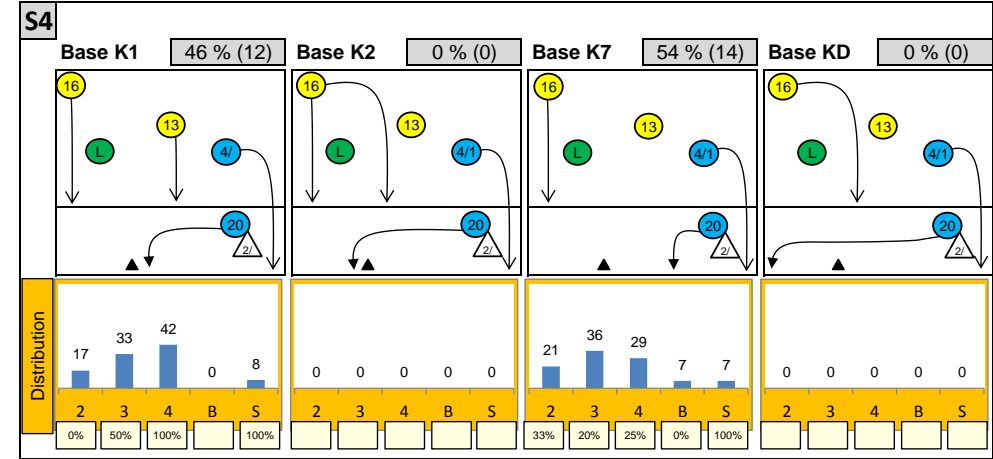 S4
Base K1 46 % (12) Base K2 0 % (0) Base K7 54 % (14) Base KD 0 % (0)
16 16 16 16
13 13 13 13
L 4/ L 4/1 L 4/1 L 4/1
20 20 20 20
2/ 2/ 2/ 2/
Distribution
17 33 42 0 8 0 0 0 0 0 21 36 29 7 7 0 0 0 0 0
2 3 4 B S 2 3 4 B S 2 3 4 B S 2 3 4 B S
0% 50% 100% 100% 33% 20% 25% 0% 100%